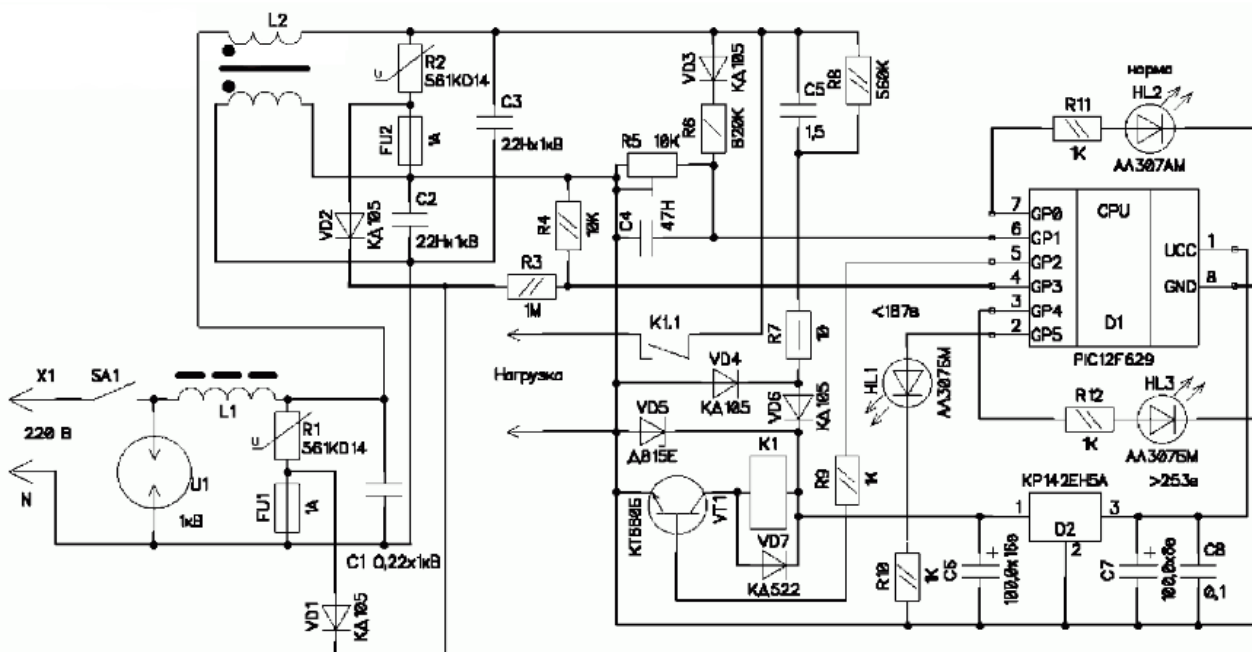 L2
R2
U
561KD14
FU2
1А
C3
22Нх1кВ
C2
22Нх1кВ
VD2
КД105
VD3
КД105
R6
820К
C5
1,5
R8
560К
R5 10К
R4
10К
C4
47Н
R3
1М
K1.1
Нагрузка
R7
10
VD4
КД105
VD6
КД105
VD5
Д815Е
K1
КТ660Б
VT1
VD7
КД522
R9
1К
норма
HL2
R11
1К
АЛ307АМ
7
6
5
4
3
2
GP0
GP1
GP2
GP3
GP4
GP5
CPU
D1
UCC
GND
1
8
PIC12F629
<187в
HL1
АЛ307БМ
R12
1К
HL3
АЛ307БМ
>253в
R10
1К
КР142ЕН5А
1
D2
2
3
+
C6
100,0х16в
+
C7
100,0х6в
C8
0,1
X1
SA1
220 В
N
L1
U1
1кВ
R1
U
561KD14
FU1
1А
C1 0,22х1кВ
VD1
КД105